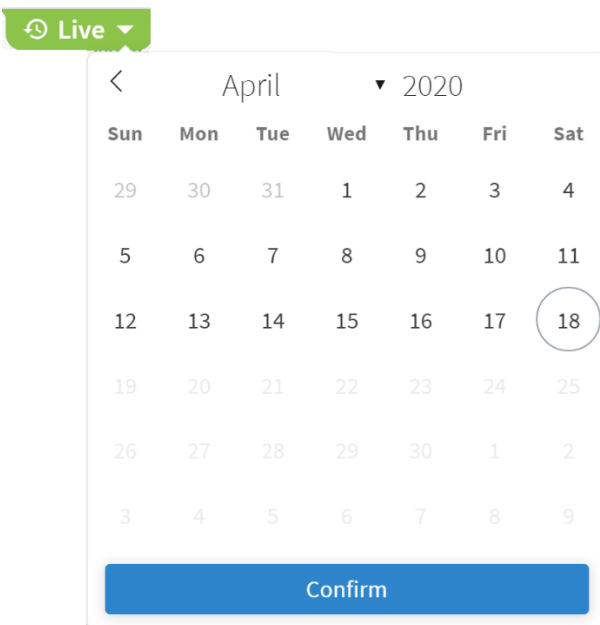 Live
April 2020
Sun Mon Tue Wed Thu Fri Sat
29 30 31 1 2 3 4
5 6 7 8 9 10 11
12 13 14 15 16 17 18
19 20 21 22 23 24 25
26 27 28 29 30 1 2
3 4 5 6 7 8 9
Confirm